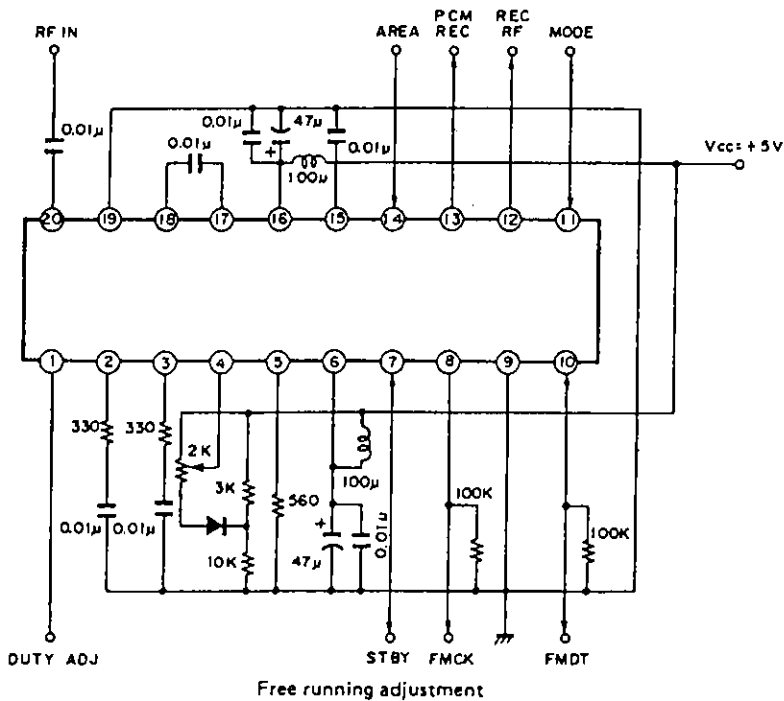 RF IN
AREA
PCM REC
REC RF
MODE
0.01μ
0.01μ
0.01μ
47μ
+
100μ
0.01μ
Vcc=+5V
20
19
18
17
16
15
14
13
12
11
1
2
3
4
5
6
7
8
9
10
330
330
2K
3K
560
100μ
100K
100K
0.01μ
0.01μ
10K
+
47μ
0.01μ
DUTY ADJ
STBY
FMCK
FMDT
Free running adjustment